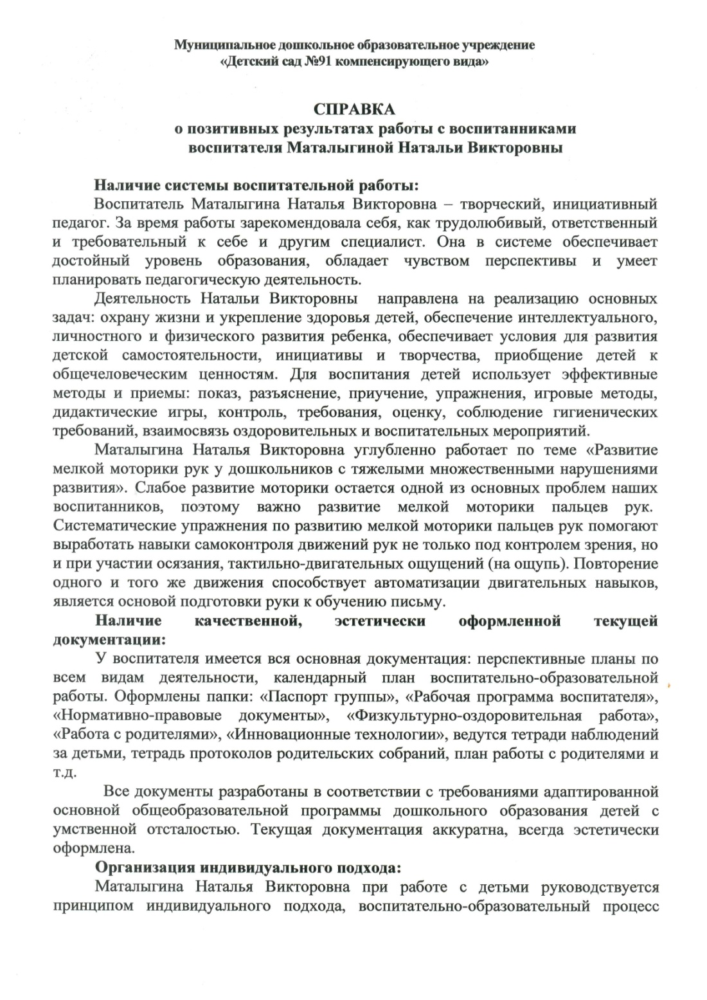 Муниципальное дошкольное образовательное учреждение
«Детский сад №91 компенсирующего вида»
СПРАВКА
о позитивных результатах работы с воспитанниками
воспитателя Маталыгиной Натальи Викторовны
Наличие системы воспитательной работы:
Воспитатель Маталыгина Наталья Викторовна – творческий, инициативный
педагог. За время работы зарекомендовала себя, как трудолюбивый, ответственный
и требовательный к себе и другим специалист. Она в системе обеспечивает
достойный уровень образования, обладает чувством перспективы и умеет
планировать педагогическую деятельность.
Деятельность Натальи Викторовны направлена на реализацию основных
задач: охрану жизни и укрепление здоровья детей, обеспечение интеллектуального,
личностного и физического развития ребенка, обеспечивает условия для развития
детской самостоятельности, инициативы и творчества, приобщение детей к
общечеловеческим ценностям. Для воспитания детей использует эффективные
методы и приемы: показ, разъяснение, приучение, упражнения, игровые методы,
дидактические игры, контроль, требования, оценку, соблюдение гигиенических
требований, взаимосвязь оздоровительных и воспитательных мероприятий.
Маталыгина Наталья Викторовна углубленно работает по теме «Развитие
мелкой моторики рук у дошкольников с тяжелыми множественными нарушениями
развития». Слабое развитие моторики остается одной из основных проблем наших
воспитанников, поэтому важно развитие мелкой моторики пальцев рук.
Систематические упражнения по развитию мелкой моторики пальцев рук помогают
выработать навыки самоконтроля движений рук не только под контролем зрения, но
и при участии осязания, тактильно-двигательных ощущений (на ощупь). Повторение
одного и того же движения способствует автоматизации двигательных навыков,
является основой подготовки руки к обучению письму.
Наличие качественной, эстетически оформленной текущей
документации:
У воспитателя имеется вся основная документация: перспективные планы по
всем видам деятельности, календарный план воспитательно-образовательной
работы. Оформлены папки: «Паспорт группы», «Рабочая программа воспитателя»,
«Нормативно-правовые документы», «Физкультурно-оздоровительная работа»,
«Работа с родителями», «Инновационные технологии», ведутся тетради наблюдений
за детьми, тетрадь протоколов родительских собраний, план работы с родителями и
т.д.
Все документы разработаны в соответствии с требованиями адаптированной
основной общеобразовательной программы дошкольного образования детей с
умственной отсталостью. Текущая документация аккуратна, всегда эстетически
оформлена.
Организация индивидуального подхода:
Маталыгина Наталья Викторовна при работе с детьми руководствуется
принципом индивидуального подхода, воспитательно-образовательный процесс